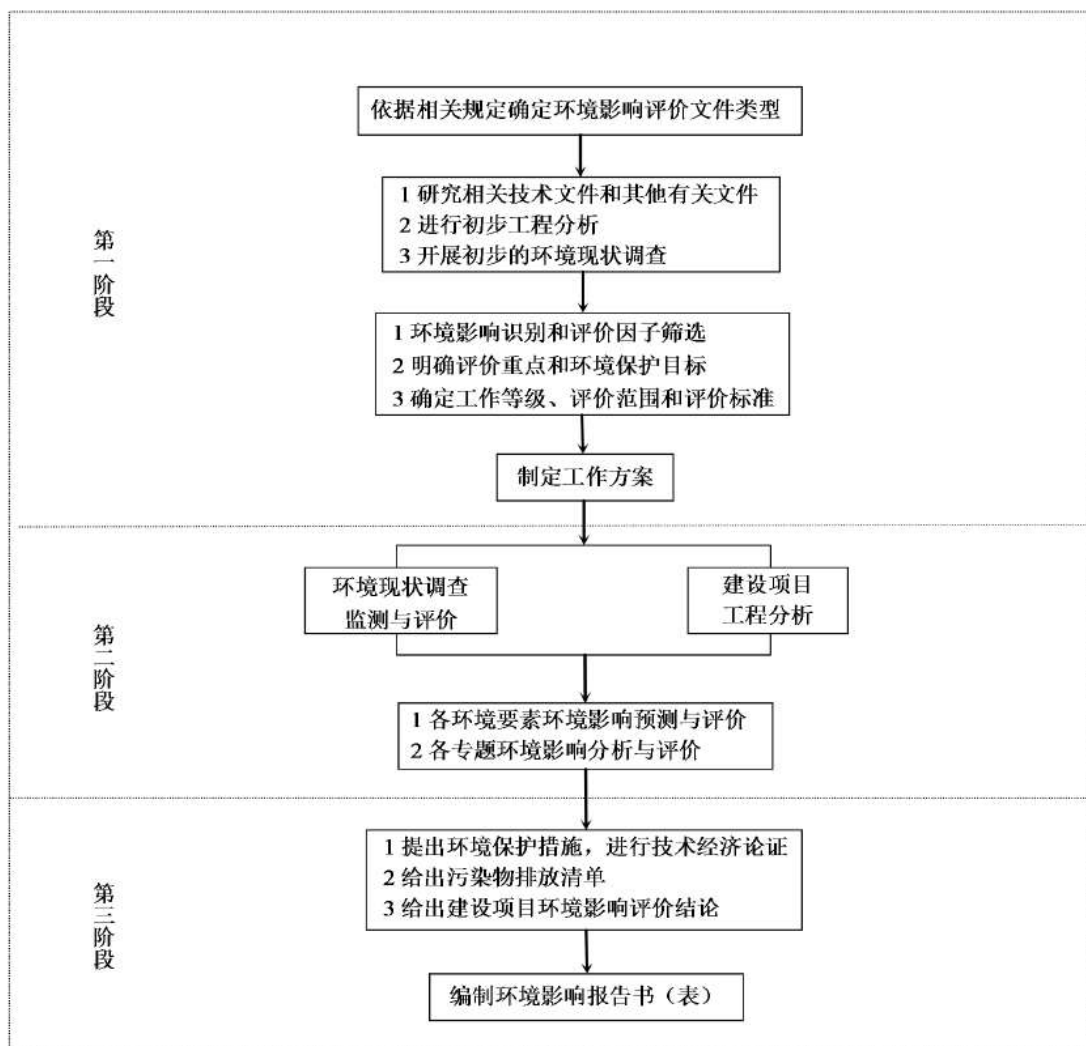 依据相关规定确定环境影响评价文件类型
1 研究相关技术文件和其他有关文件
2 进行初步工程分析
3 开展初步的环境现状调查
第一阶段
1 环境影响识别和评价因子筛选
2 明确评价重点和环境保护目标
3 确定工作等级、评价范围和评价标准
制定工作方案
环境现状调查
监测与评价
建设项目
工程分析
第二阶段
1 各环境要素环境影响预测与评价
2 各专题环境影响分析与评价
1 提出环境保护措施，进行技术经济论证
2 给出污染物排放清单
3 给出建设项目环境影响评价结论
第三阶段
编制环境影响报告书（表）